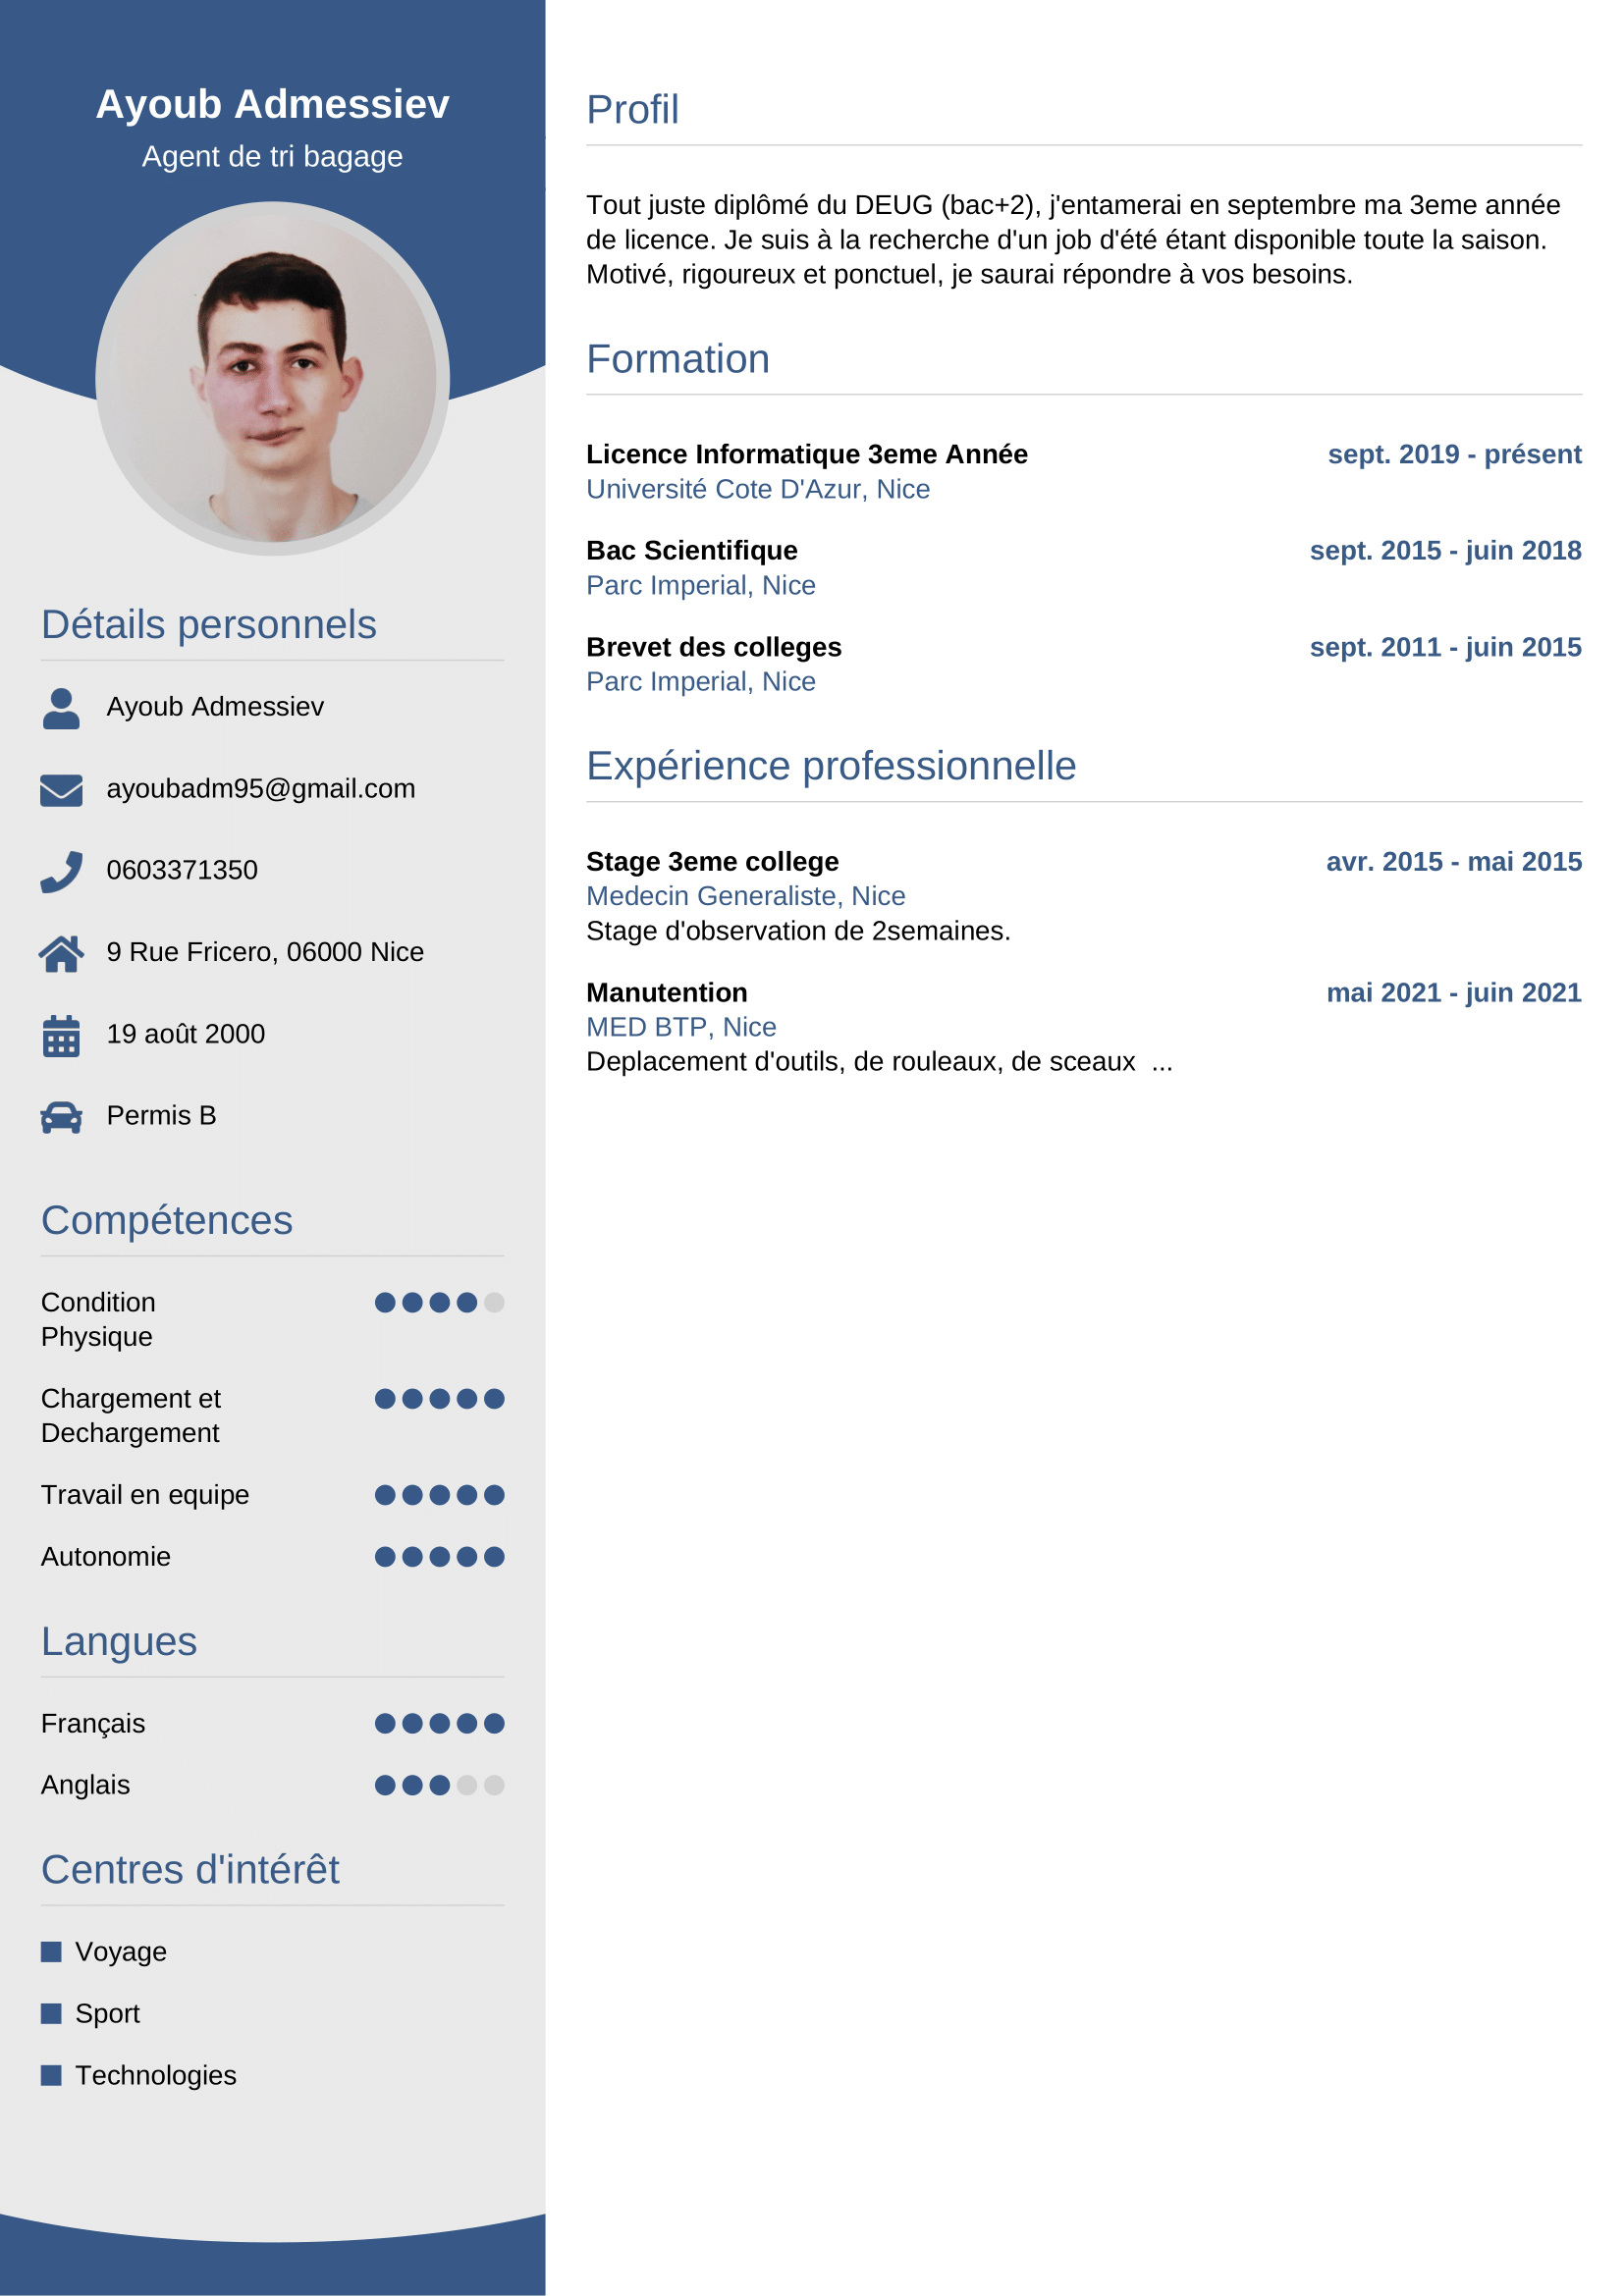 Ayoub Admessiev
Agent de tri bagage
Détails personnels
Ayoub Admessiev
ayoubadm95@gmail.com
0603371350
9 Rue Fricero, 06000 Nice
19 août 2000
Permis B
Compétences
Condition
Physique
Chargement et
Dechargement
Travail en equipe
Autonomie
Langues
Français
Anglais
Centres d'intérêt
Voyage
Sport
Technologies
Profil
Tout juste diplômé du DEUG (bac+2), j'entamerai en septembre ma 3eme année
de licence. Je suis à la recherche d'un job d'été étant disponible toute la saison.
Motivé, rigoureux et ponctuel, je saurai répondre à vos besoins.
Formation
Licence Informatique 3eme Année sept. 2019 - présent
Université Cote D'Azur, Nice
Bac Scientifique sept. 2015 - juin 2018
Parc Imperial, Nice
Brevet des colleges sept. 2011 - juin 2015
Parc Imperial, Nice
Expérience professionnelle
Stage 3eme college avr. 2015 - mai 2015
Medecin Generaliste, Nice
Stage d'observation de 2semaines.
Manutention mai 2021 - juin 2021
MED BTP, Nice
Deplacement d'outils, de rouleaux, de sceaux  ...